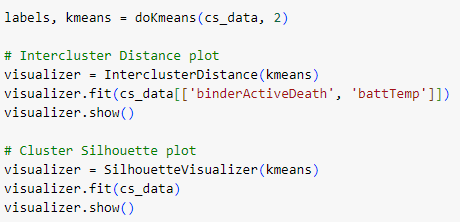 labels, kmeans = doKmeans(cs_data, 2)
# Intercluster Distance plot
visualizer = InterclusterDistance(kmeans)
visualizer.fit(cs_data[['binderActiveDeath', 'battTemp']])
visualizer.show()
# Cluster Silhouette plot
visualizer = SilhouetteVisualizer(kmeans)
visualizer.fit(cs_data)
visualizer.show()